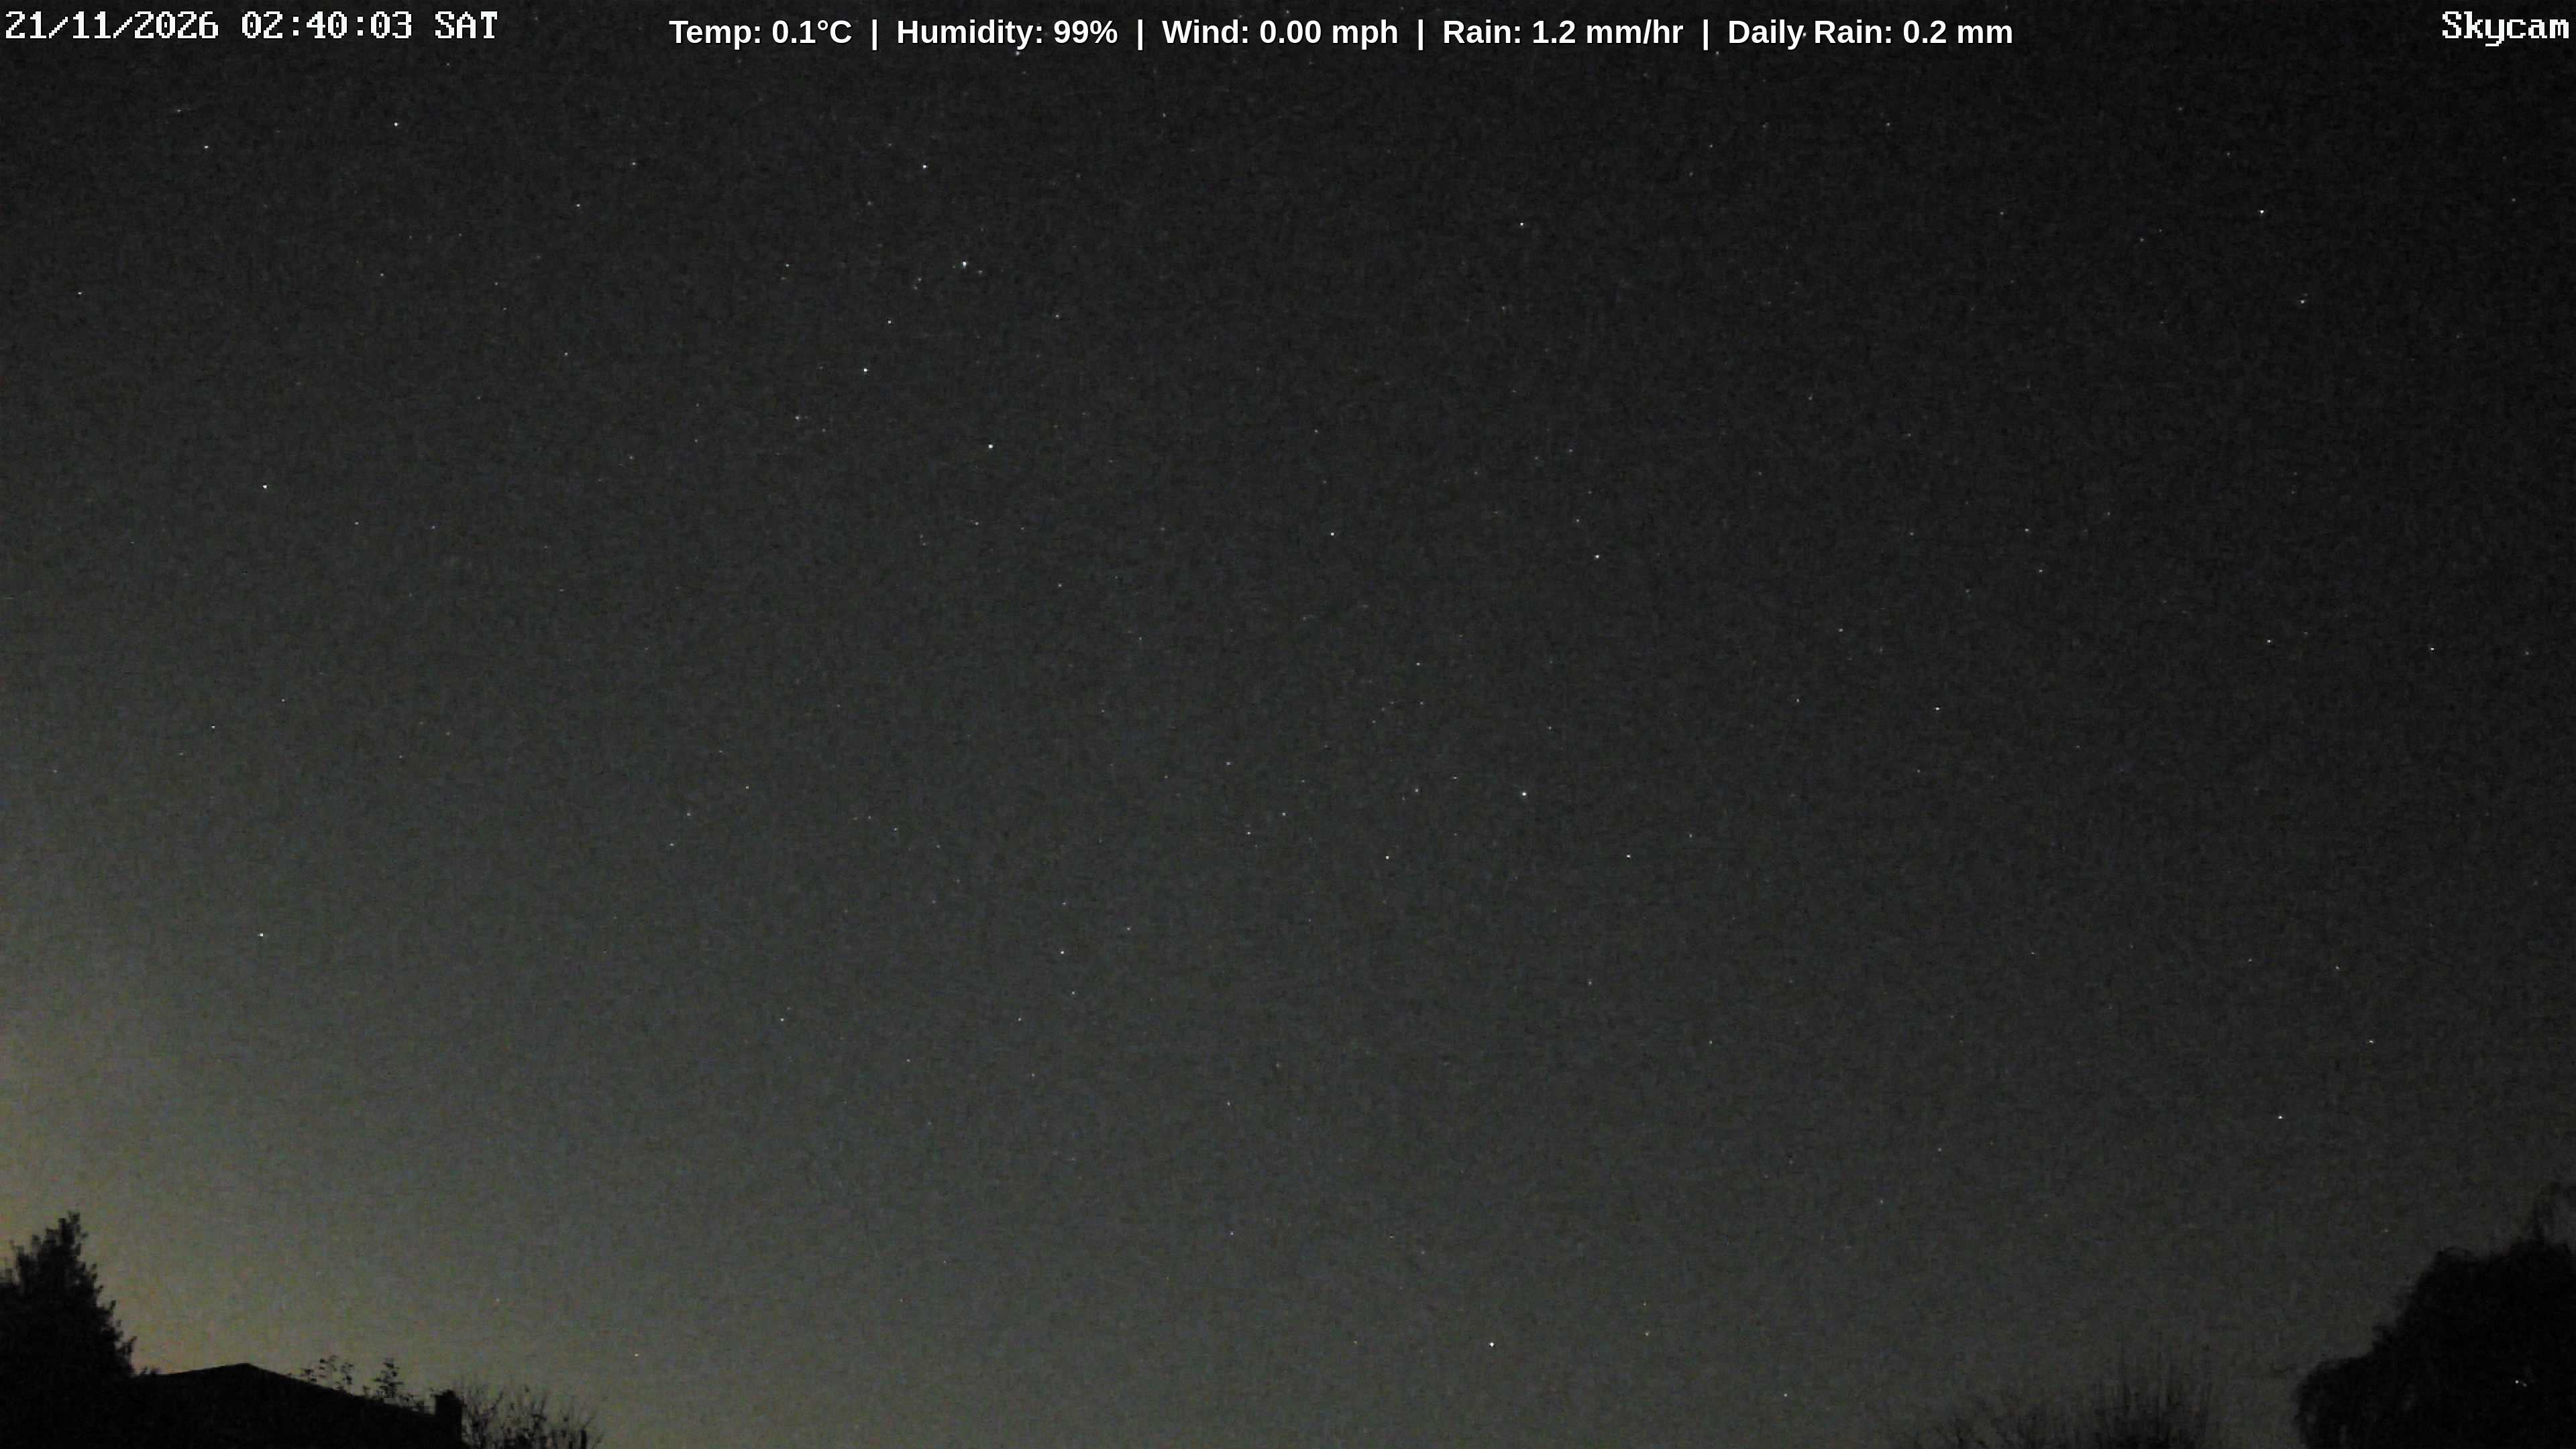 21/11/2026 02:40:03 SAT
Temp: 0.1°C | Humidity: 99% | Wind: 0.00 mph | Rain: 1.2 mm/hr | Daily Rain: 0.2 mm
Skycam